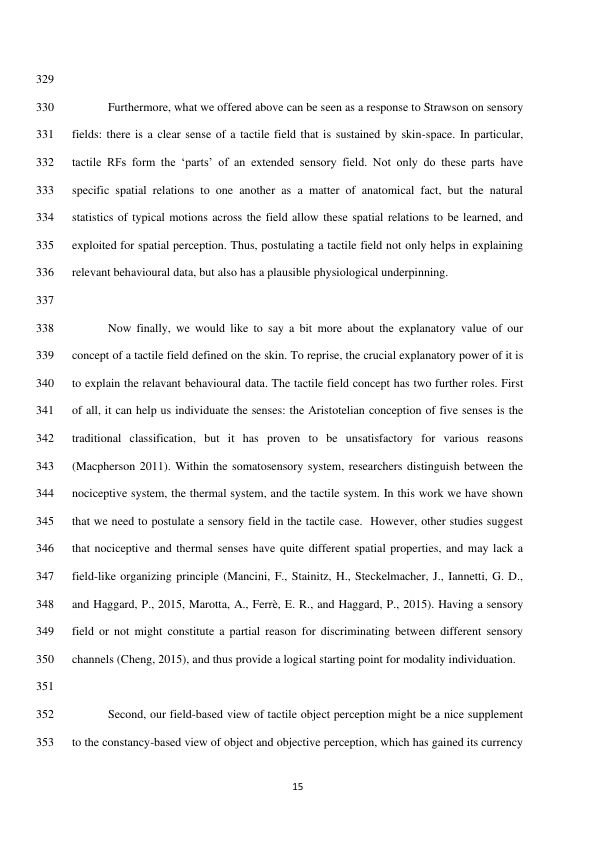 329
330 Furthermore, what we offered above can be seen as a response to Strawson on sensory
331 fields: there is a clear sense of a tactile field that is sustained by skin-space. In particular,
332 tactile RFs form the ‘parts’ of an extended sensory field. Not only do these parts have
333 specific spatial relations to one another as a matter of anatomical fact, but the natural
334 statistics of typical motions across the field allow these spatial relations to be learned, and
335 exploited for spatial perception. Thus, postulating a tactile field not only helps in explaining
336 relevant behavioural data, but also has a plausible physiological underpinning.
337
338 Now finally, we would like to say a bit more about the explanatory value of our
339 concept of a tactile field defined on the skin. To reprise, the crucial explanatory power of it is
340 to explain the relavant behavioural data. The tactile field concept has two further roles. First
341 of all, it can help us individuate the senses: the Aristotelian conception of five senses is the
342 traditional classification, but it has proven to be unsatisfactory for various reasons
343 (Macpherson 2011). Within the somatosensory system, researchers distinguish between the
344 nociceptive system, the thermal system, and the tactile system. In this work we have shown
345 that we need to postulate a sensory field in the tactile case.  However, other studies suggest
346 that nociceptive and thermal senses have quite different spatial properties, and may lack a
347 field-like organizing principle (Mancini, F., Stainitz, H., Steckelmacher, J., Iannetti, G. D.,
348 and Haggard, P., 2015, Marotta, A., Ferrè, E. R., and Haggard, P., 2015). Having a sensory
349 field or not might constitute a partial reason for discriminating between different sensory
350 channels (Cheng, 2015), and thus provide a logical starting point for modality individuation.
351
352 Second, our field-based view of tactile object perception might be a nice supplement
353 to the constancy-based view of object and objective perception, which has gained its currency
15